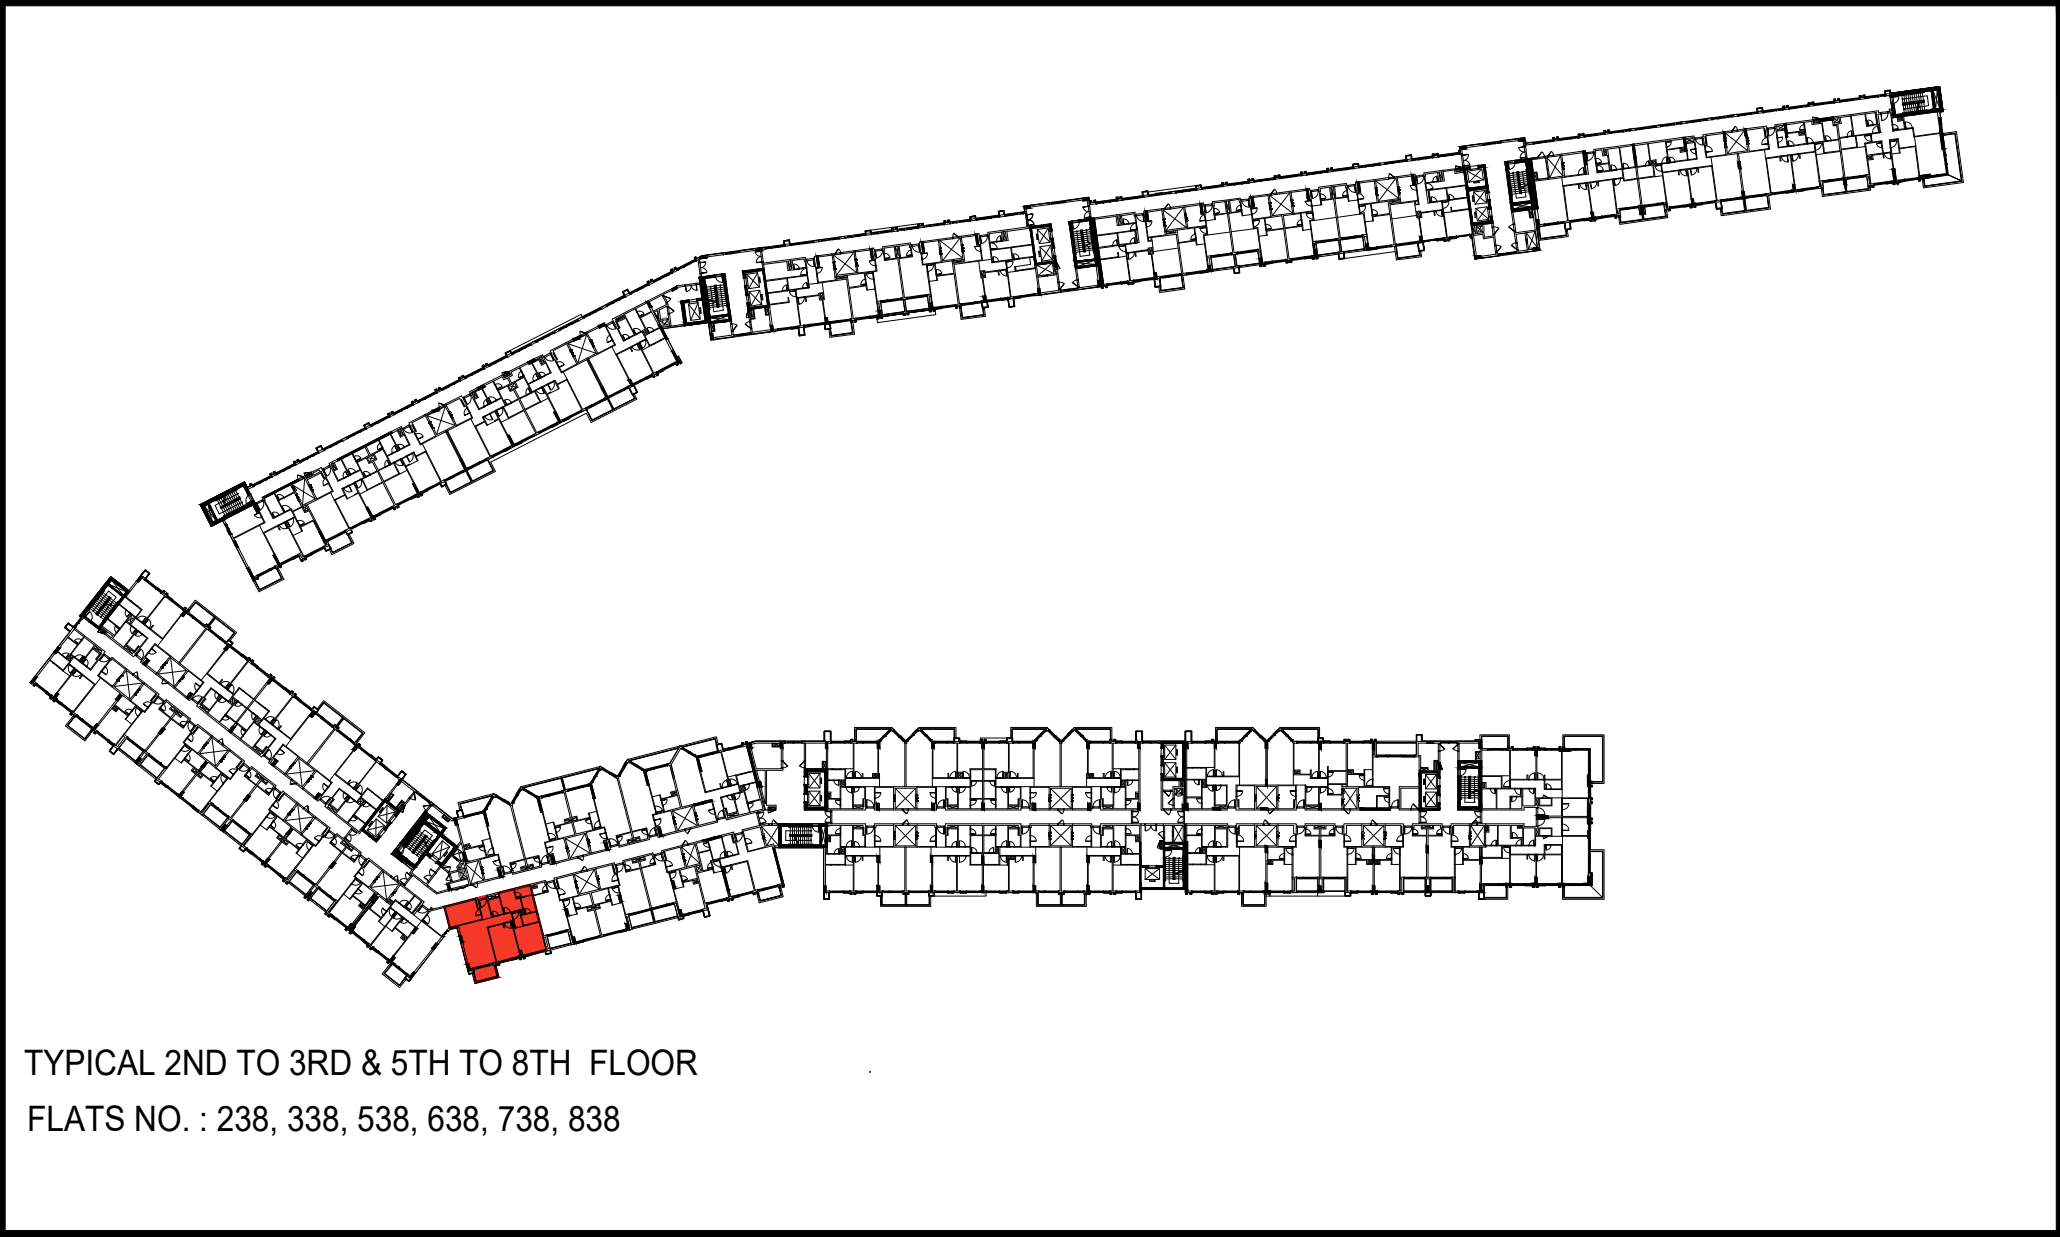 TYPICAL 2ND TO 3RD & 5TH TO 8TH FLOOR
FLATS NO. : 238, 338, 538, 638, 738, 838